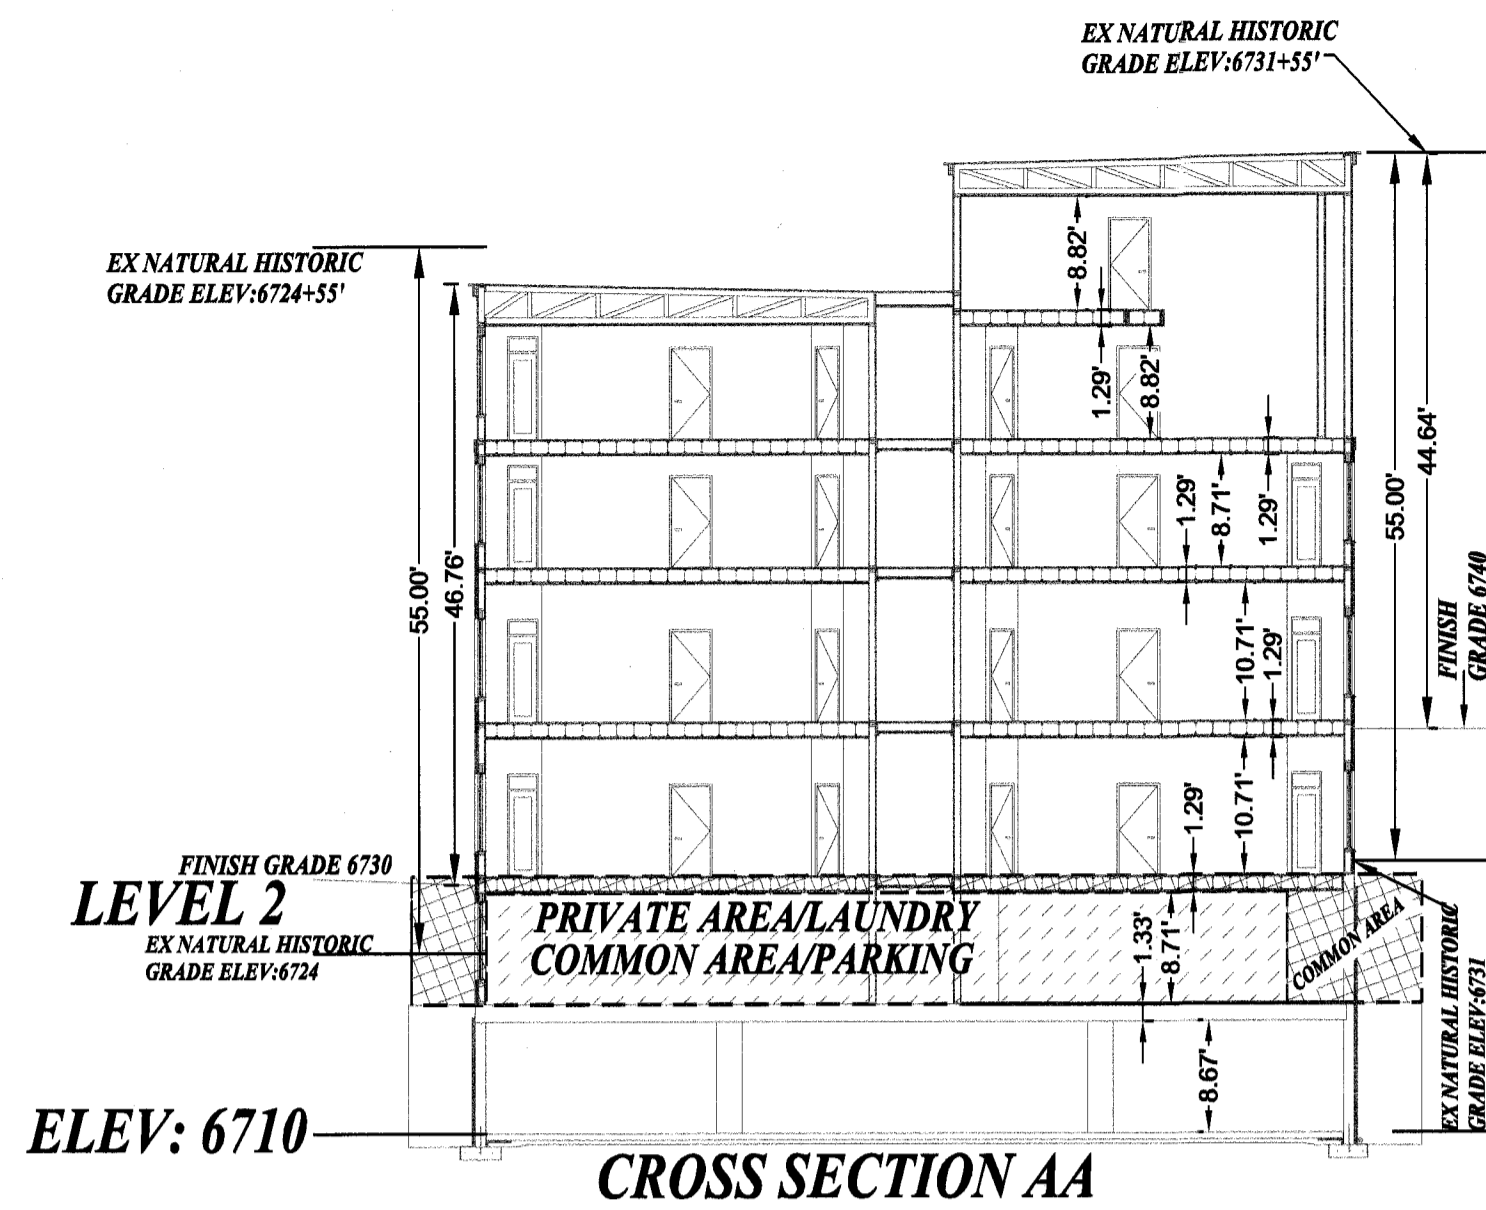 EX NATURAL HISTORIC
GRADE ELEV:6731+55'
EX NATURAL HISTORIC
GRADE ELEV:6724+55'
8.82'
1.29'
8.82'
44.64'
55.00'
1.29'
8.71'
1.29'
55.00'
46.76'
FINISH
GRADE 6740
10.71'
1.29'
1.29'
10.71'
FINISH GRADE 6730
LEVEL 2
EX NATURAL HISTORIC
GRADE ELEV:6724
PRIVATE AREA/LAUNDRY
COMMON AREA/PARKING
1.33'
8.71'
COMMON AREA
EX NATURAL HISTORIC
GRADE ELEV:6731
8.67'
ELEV: 6710
CROSS SECTION AA